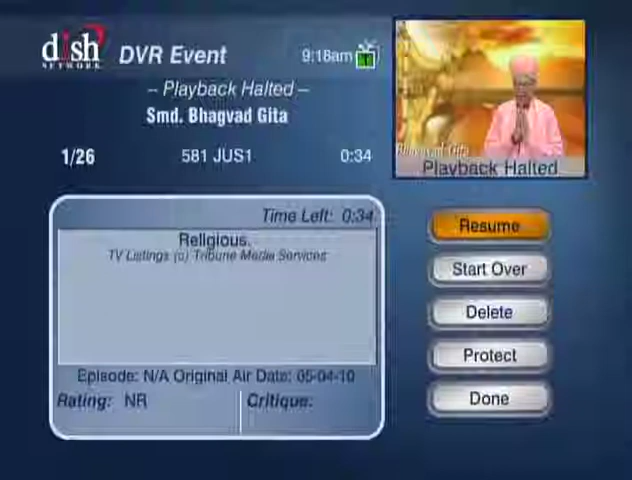 dish
NETWORK
DVR Event
9:18am
-- Playback Halted --
Smd. Bhagvad Gita
1/26
581 JUS1
0:34
Bhagvad Gita
Playback Halted
Time Left: 0:34
Religious.
TV Listings (c) Tribune Media Services
Episode: N/A Original Air Date: 05-04-10
Rating: NR
Critique:
Resume
Start Over
Delete
Protect
Done